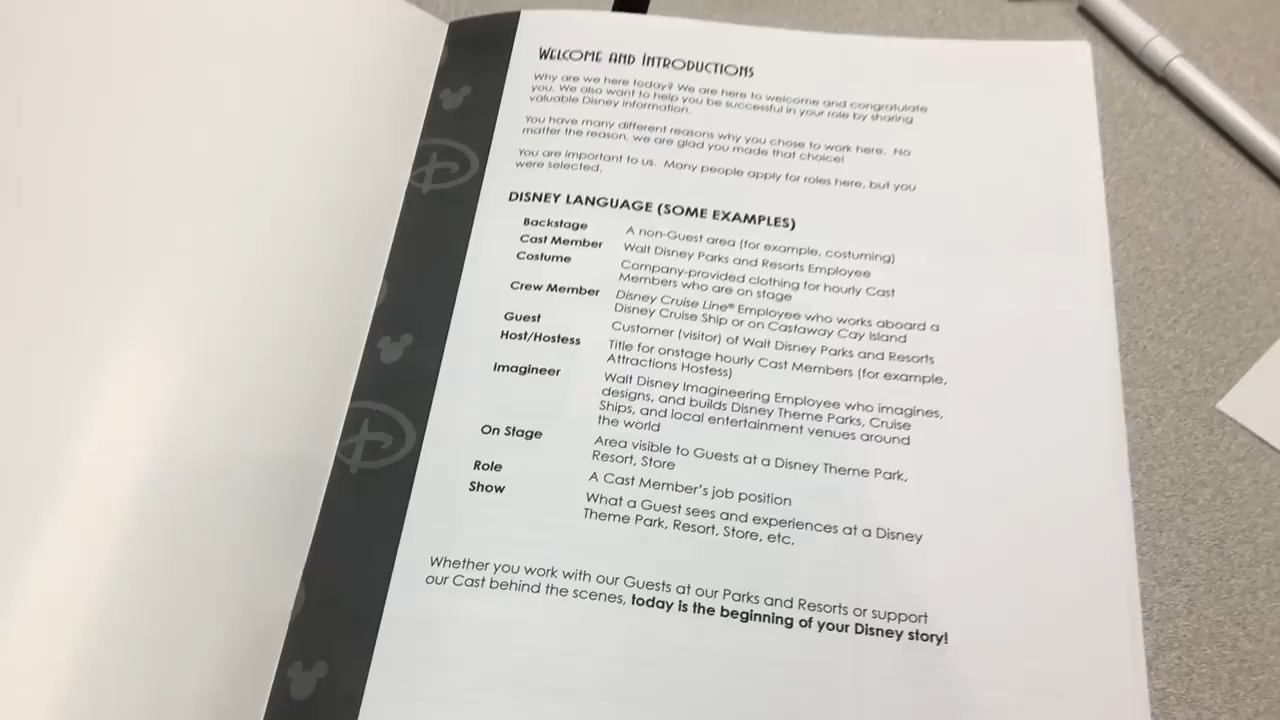 WELCOME AND INTRODUCTIONS
Why are we here today? We are here to welcome and congratulate
you. We also want to help you be successful in your role by sharing
valuable Disney information.
You have many different reasons why you chose to work here. No
matter the reason, we are glad you made that choice!
You are important to us. Many people apply for roles here, but you
were selected.
DISNEY LANGUAGE (SOME EXAMPLES)
Backstage A non-Guest area (for example, costuming)
Cast Member Walt Disney Parks and Resorts Employee
Costume Company-provided clothing for hourly Cast
Members who are on stage
Crew Member Disney Cruise Line® Employee who works aboard a
Disney Cruise Ship or on Castaway Cay Island
Guest Customer (visitor) of Walt Disney Parks and Resorts
Host/Hostess Title for onstage hourly Cast Members (for example,
Attractions Hostess)
Imagineer Walt Disney Imagineering Employee who imagines,
designs, and builds Disney Theme Parks, Cruise
Ships, and local entertainment venues around
the world
On Stage Area visible to Guests at a Disney Theme Park,
Resort, Store
Role A Cast Member's job position
Show What a Guest sees and experiences at a Disney
Theme Park, Resort, Store, etc.
Whether you work with our Guests at our Parks and Resorts or support
our Cast behind the scenes, today is the beginning of your Disney story!